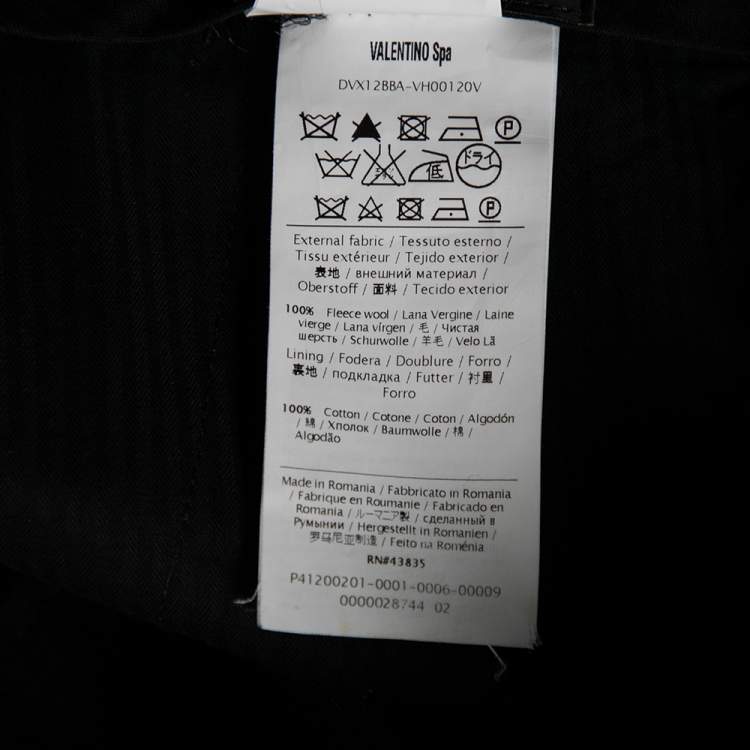 VALENTINO Spa
DVX12BBA-VH00120V
P
低 ドライ
P
External fabric / Tessuto esterno /
Tissu extérieur / Tejido exterior /
表地 / внешний материал /
Oberstoff / 面料 / Tecido exterior
100% Fleece wool / Lana Vergine / Laine
vierge / Lana vírgen / 毛 / Чистая
шерсть / Schurwolle / 羊毛 / Velo Lã
Lining / Fodera / Doublure / Forro /
裏地 / подкладка / Futter / 衬里 /
Forro
100% Cotton / Cotone / Coton / Algodón
/ 綿 / Хполок / Baumwolle / 棉 /
Algodão
Made in Romania / Fabbricato in Romania
/ Fabrique en Roumanie / Fabricado en
Romania / ルーマニア製 / сделанный в
Румынии / Hergestellt in Romanien /
罗马尼亚制造 / Feito na Roménia
RN#43835
P41200201-0001-0006-00009
0000028744 02